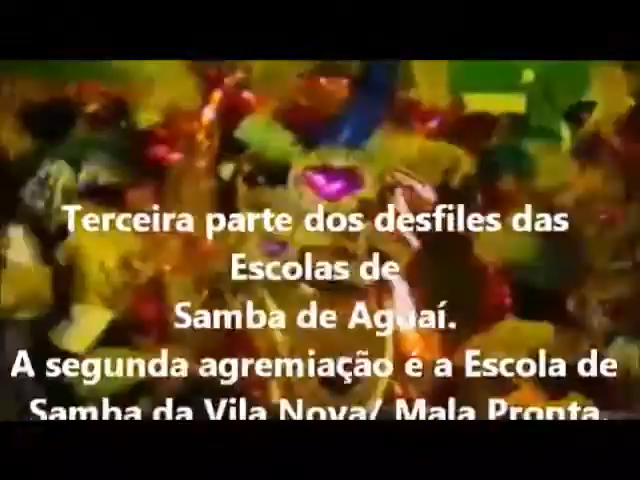 Terceira parte dos desfiles das
Escolas de
Samba de Aguaí.
A segunda agremiação é a Escola de
Samba da Vila Nova/ Mala Pronta.